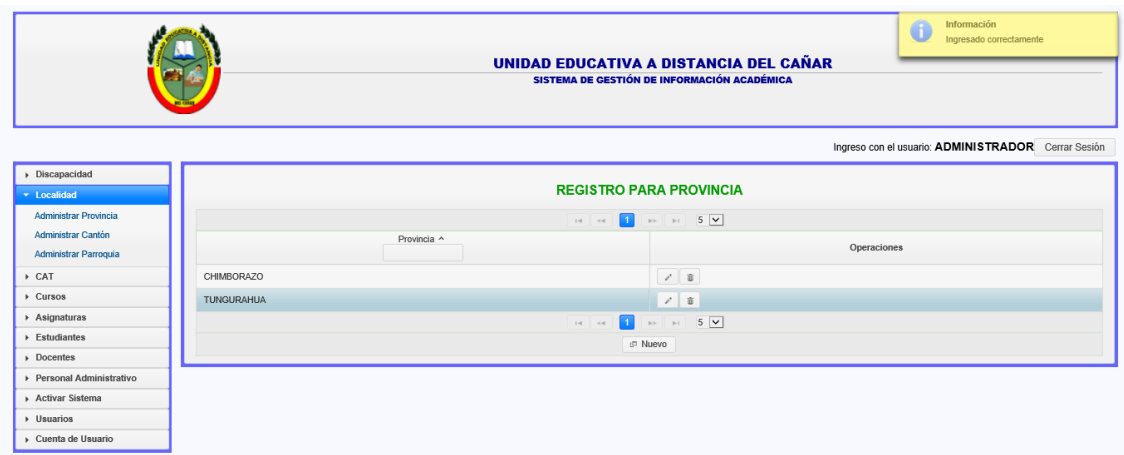 Información
Ingresado correctamente
UNIDAD EDUCATIVA A DISTANCIA DEL CAÑAR
SISTEMA DE GESTIÓN DE INFORMACIÓN ACADÉMICA
Ingreso con el usuario: ADMINISTRADOR Cerrar Sesión
Discapacidad
Localidad
Administrar Provincia
Administrar Cantón
Administrar Parroquia
CAT
Cursos
Asignaturas
Estudiantes
Docentes
Personal Administrativo
Activar Sistema
Usuarios
Cuenta de Usuario
REGISTRO PARA PROVINCIA
1 5
Provincia Operaciones
CHIMBORAZO
TUNGURAHUA
1 5
Nuevo